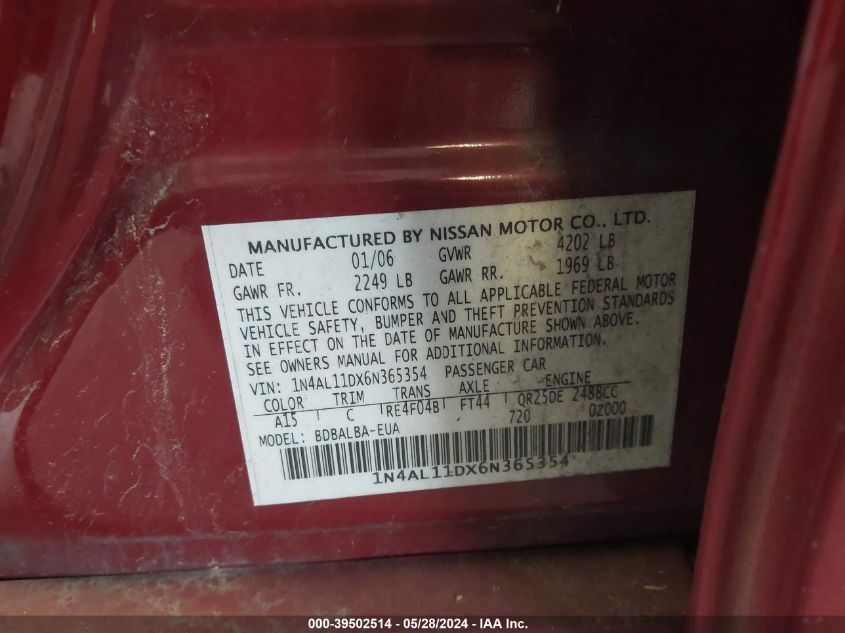 MANUFACTURED BY NISSAN MOTOR CO., LTD.
DATE 01/06 GVWR 4202 LB
GAWR FR. 2249 LB GAWR RR. 1969 LB
THIS VEHICLE CONFORMS TO ALL APPLICABLE FEDERAL MOTOR
VEHICLE SAFETY, BUMPER AND THEFT PREVENTION STANDARDS
IN EFFECT ON THE DATE OF MANUFACTURE SHOWN ABOVE.
SEE OWNERS MANUAL FOR ADDITIONAL INFORMATION.
VIN: 1N4AL11DX6N365354 PASSENGER CAR
COLOR TRIM TRANS AXLE ENGINE
A15 C RE4F04B FT44 QR25DE 2488CC
MODEL: BDBALBA-EUA 720 0Z000
1N4AL11DX6N365354
000-39502514 - 05/28/2024 - IAA Inc.